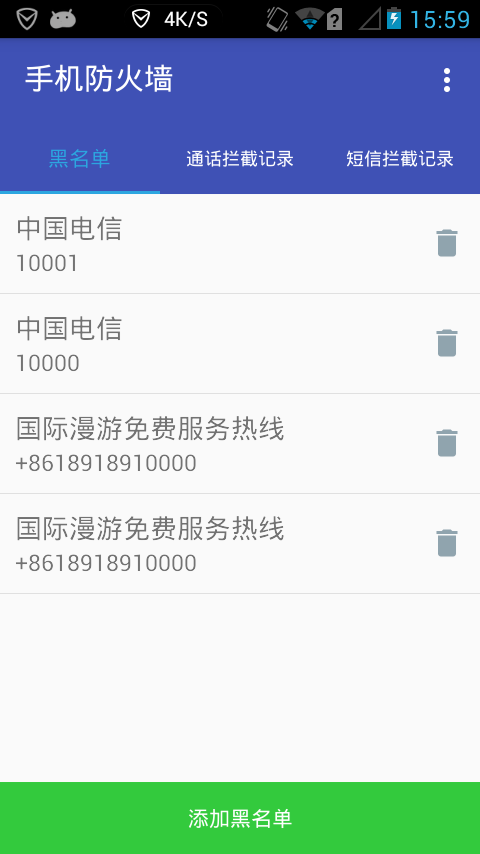 4K/S
15:59
手机防火墙
黑名单
通话拦截记录
短信拦截记录
中国电信
10001
中国电信
10000
国际漫游免费服务热线
+8618918910000
国际漫游免费服务热线
+8618918910000
添加黑名单